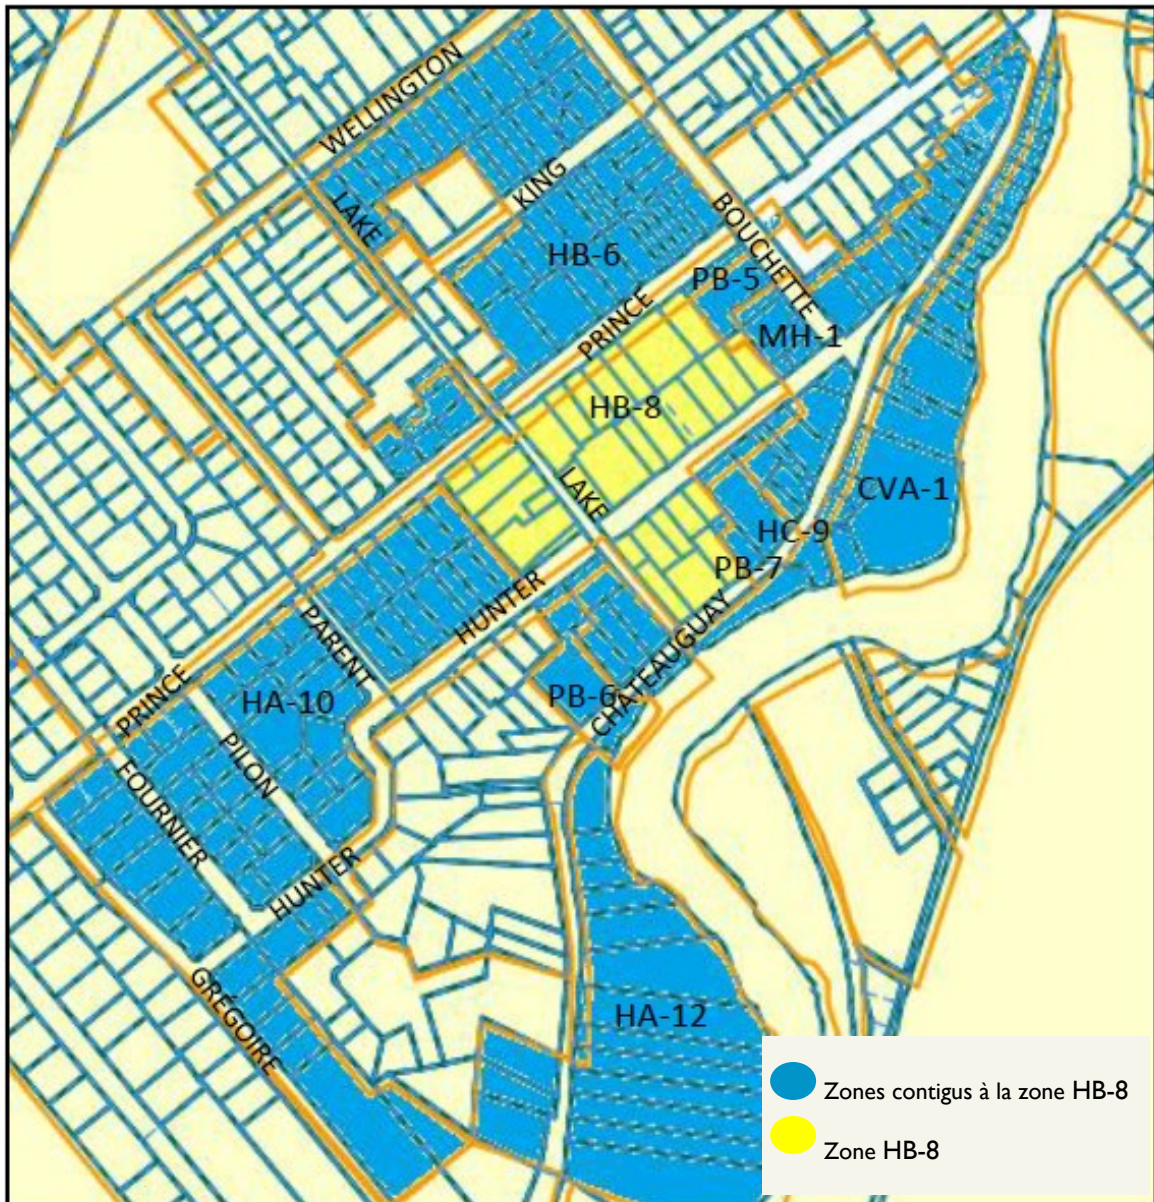 WELLINGTON
LAKE
KING
HB-6
BOUCHETTE
PB-5
PRINCE
MH-1
HB-8
LAKE
CVA-1
HC-9
PB-7
HUNTER
PARENT
CHÂTEAUGUAY
PB-6
HA-10
PRINCE
PILON
FOURNIER
HUNTER
GRÉGOIRE
HA-12
Zones contigus à la zone HB-8
Zone HB-8